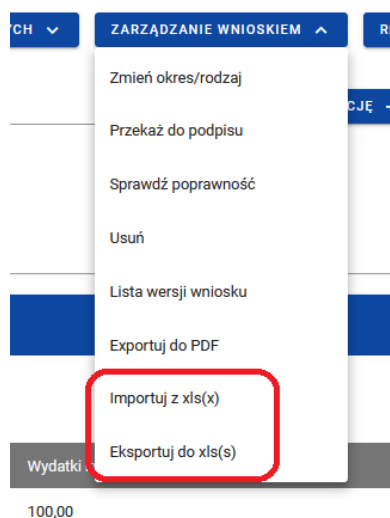 CH
ZARZĄDZANIE WNIOSKIEM
R
Zmień okres/rodzaj
CJĘ
Przekaż do podpisu
Sprawdź poprawność
Usuń
Lista wersji wniosku
Exportuj do PDF
Importuj z xls(x)
Eksportuj do xls(s)
Wydatki
100,00